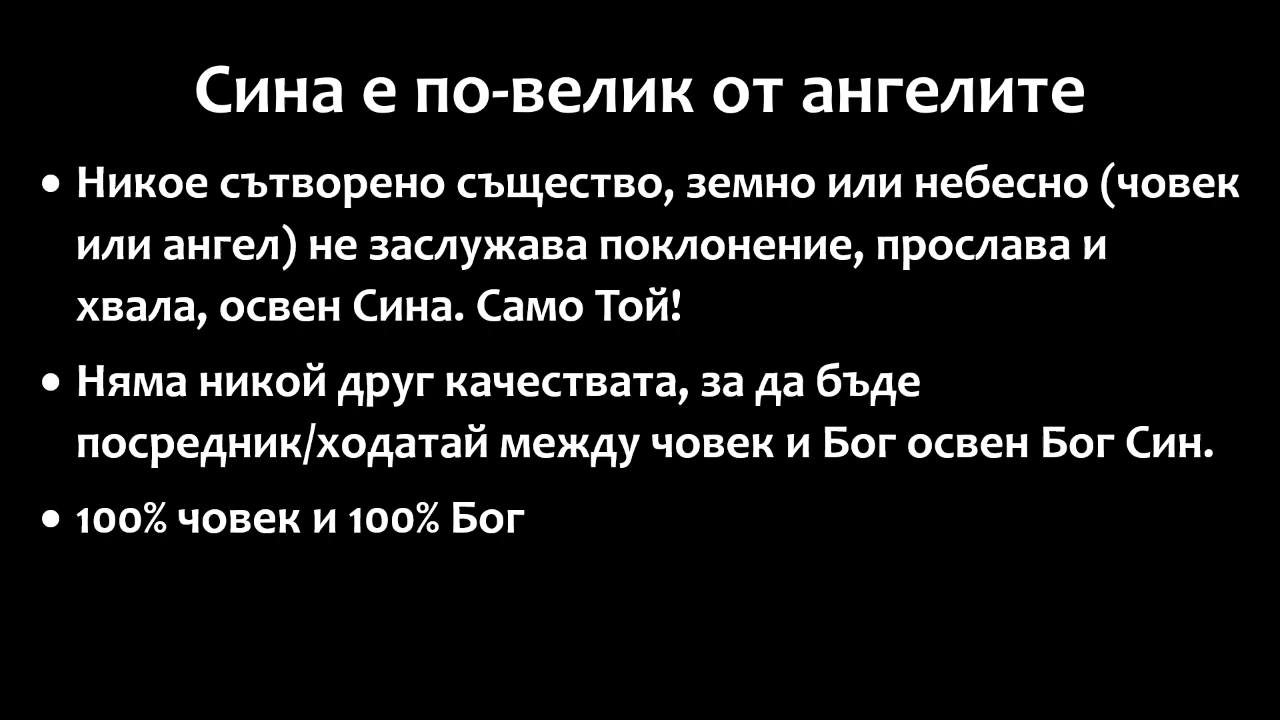 Сина е по-велик от ангелите
• Никое сътворено същество, земно или небесно (човек
или ангел) не заслужава поклонение, прослава и
хвала, освен Сина. Само Той!
• Няма никой друг качествата, за да бъде
посредник/ходатай между човек и Бог освен Бог Син.
• 100% човек и 100% Бог